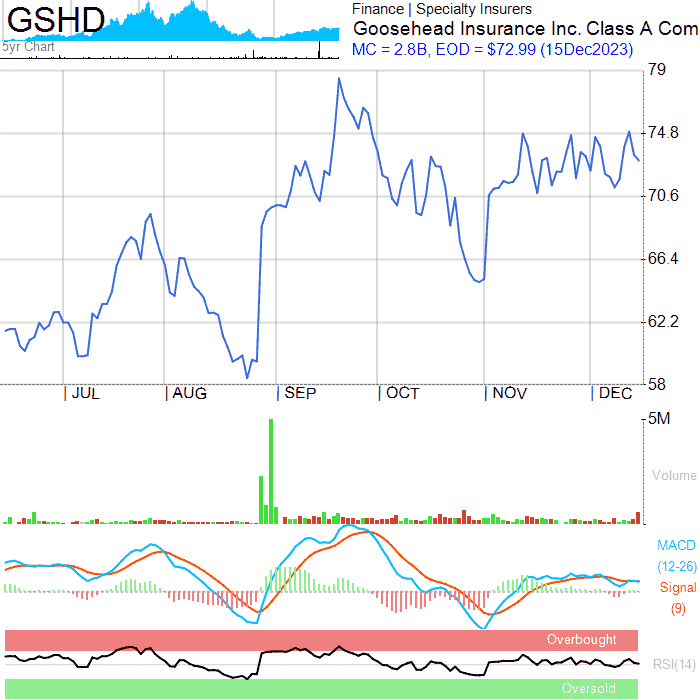 GSHD
5yr Chart
Finance | Specialty Insurers
Goosehead Insurance Inc. Class A Com
MC = 2.8B, EOD = $72.99 (15Dec2023)
79
74.8
70.6
66.4
62.2
58
JUL
AUG
SEP
OCT
NOV
DEC
5M
Volume
MACD
(12-26)
Signal
(9)
Overbought
RSI(14)
Oversold